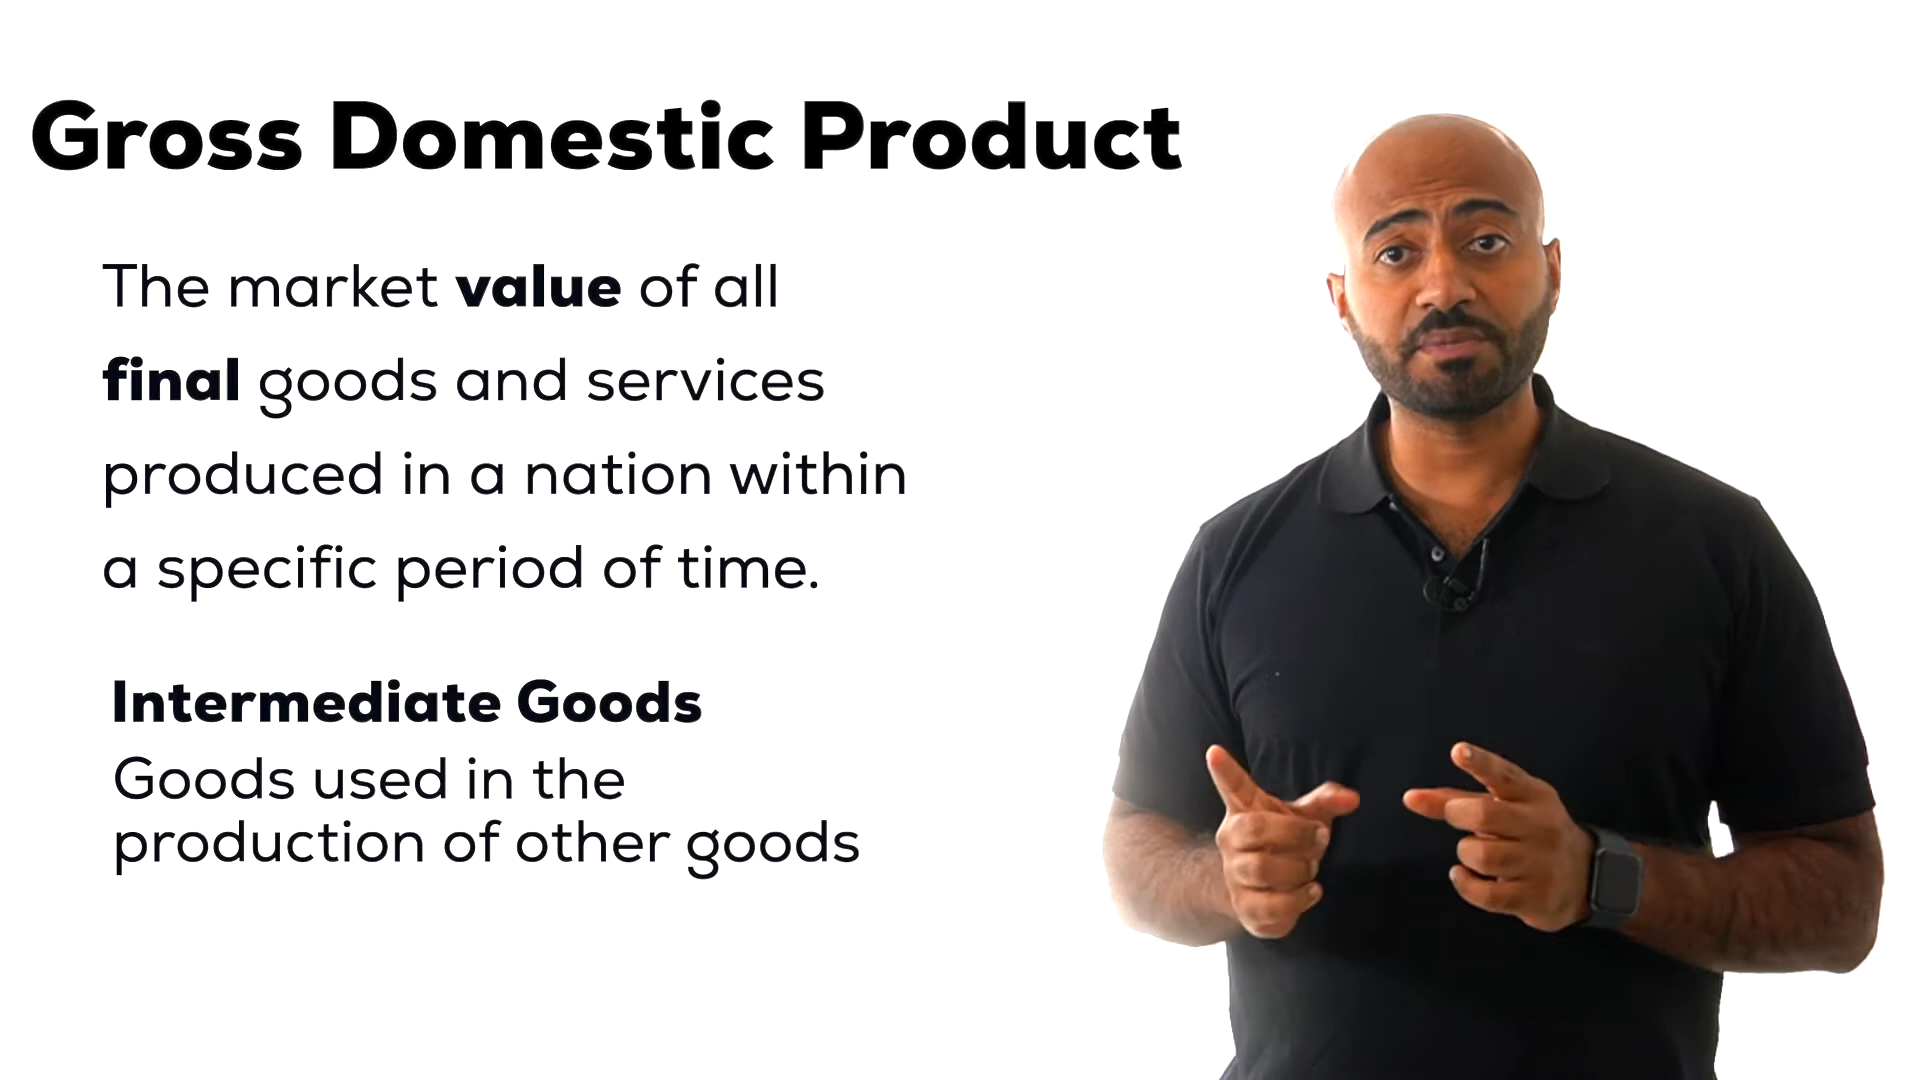 Gross Domestic Product
The market value of all
final goods and services
produced in a nation within
a specific period of time.
Intermediate Goods
Goods used in the
production of other goods